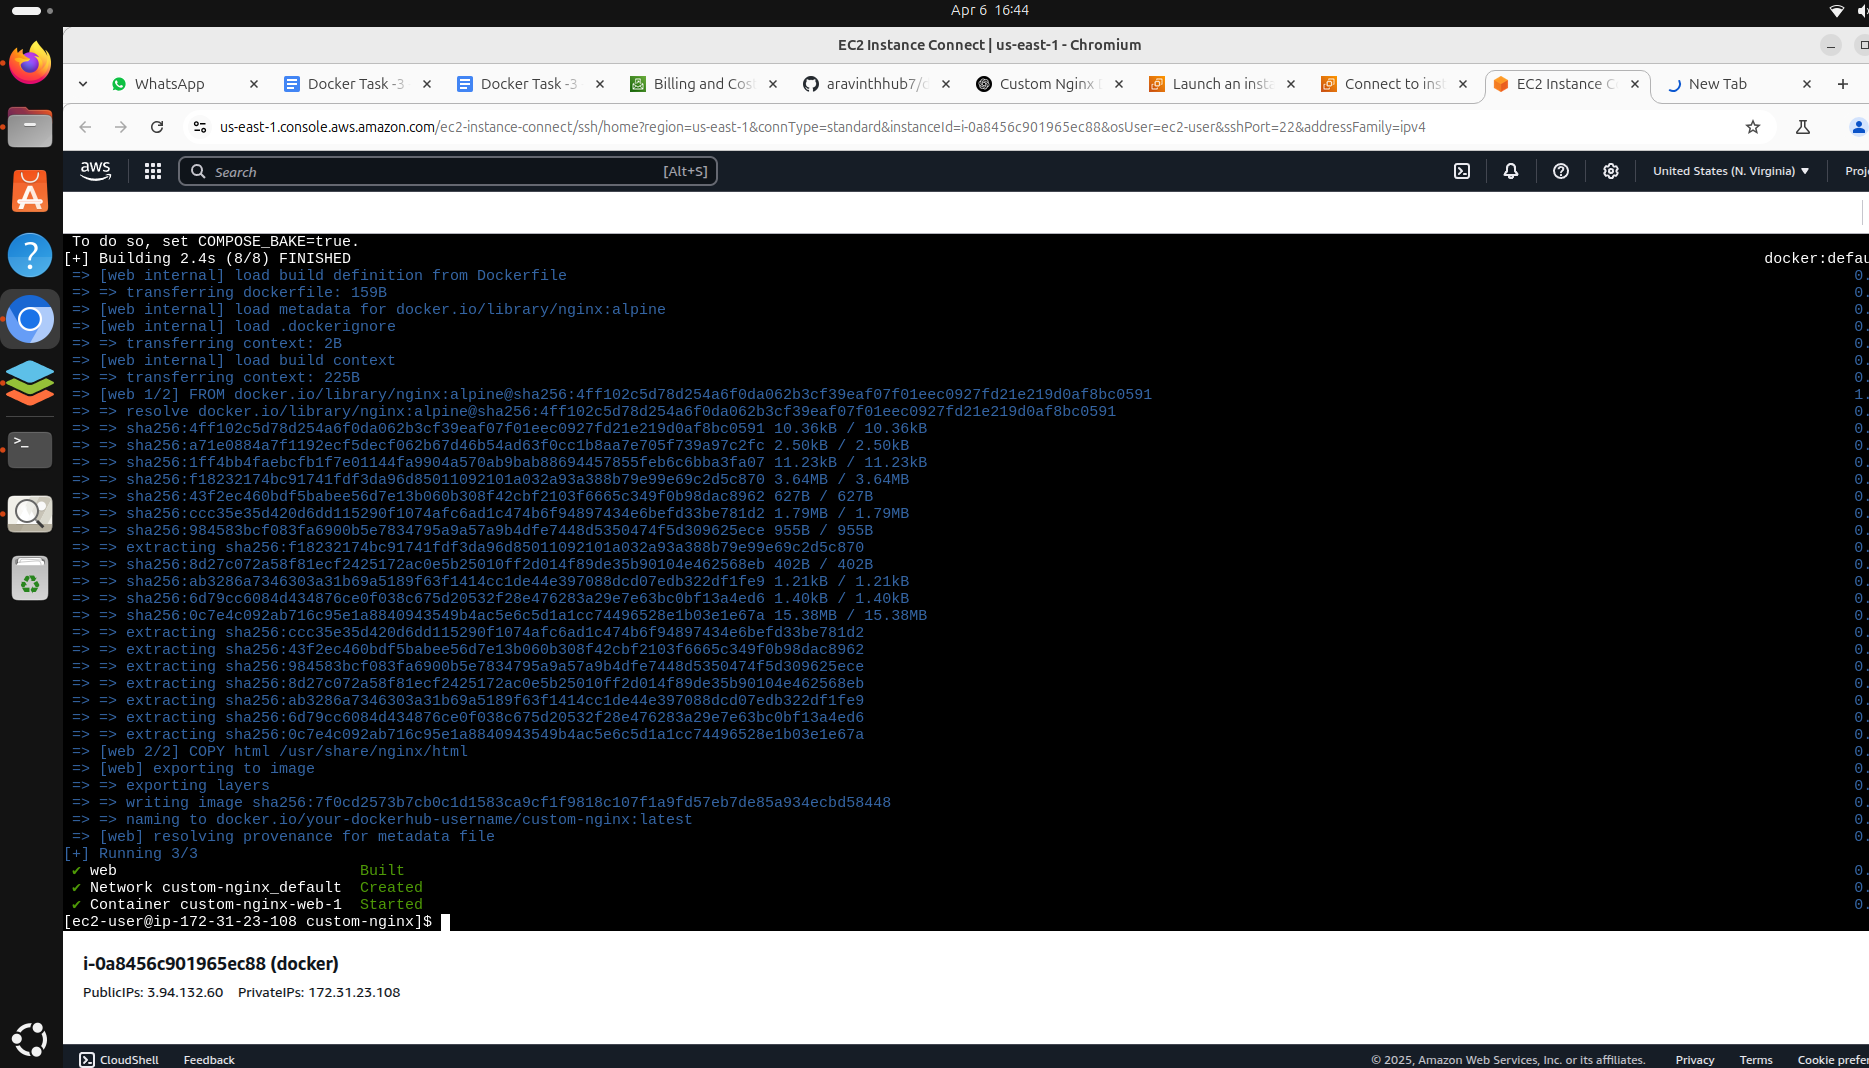 Apr 6 16:44
EC2 Instance Connect | us-east-1 - Chromium
WhatsApp
Docker Task -3
Docker Task -3
Billing and Cos
aravinthhub7/d
Custom Nginx
Launch an insta
Connect to inst
EC2 Instance C
New Tab
us-east-1.console.aws.amazon.com/ec2-instance-connect/ssh/home?region=us-east-1&connType=standard&instanceId=i-0a8456c901965ec88&osUser=ec2-user&sshPort=22&addressFamily=ipv4
aws
Search [Alt+S]
United States (N. Virginia)
Proj
To do so, set COMPOSE_BAKE=true.
[+] Building 2.4s (8/8) FINISHED docker:defau
=> [web internal] load build definition from Dockerfile 0.
=> => transferring dockerfile: 159B 0.
=> [web internal] load metadata for docker.io/library/nginx:alpine 0.
=> [web internal] load .dockerignore 0.
=> => transferring context: 2B 0.
=> [web internal] load build context 0.
=> => transferring context: 225B 0.
=> [web 1/2] FROM docker.io/library/nginx:alpine@sha256:4ff102c5d78d254a6f0da062b3cf39eaf07f01eec0927fd21e219d0af8bc0591 1.
=> => resolve docker.io/library/nginx:alpine@sha256:4ff102c5d78d254a6f0da062b3cf39eaf07f01eec0927fd21e219d0af8bc0591 0.
=> => sha256:4ff102c5d78d254a6f0da062b3cf39eaf07f01eec0927fd21e219d0af8bc0591 10.36kB / 10.36kB 0.
=> => sha256:a71e0884a7f1192ecf5decf062b67d46b54ad63f0cc1b8aa7e705f739a97c2fc 2.50kB / 2.50kB 0.
=> => sha256:1ff4bb4faebcfb1f7e01144fa9904a570ab9bab88694457855feb6c6bba3fa07 11.23kB / 11.23kB 0.
=> => sha256:f18232174bc91741fdf3da96d85011092101a032a93a388b79e99e69c2d5c870 3.64MB / 3.64MB 0.
=> => sha256:43f2ec460bdf5babee56d7e13b060b308f42cbf2103f6665c349f0b98dac8962 627B / 627B 0.
=> => sha256:ccc35e35d420d6dd115290f1074afc6ad1c474b6f94897434e6befd33be781d2 1.79MB / 1.79MB 0.
=> => sha256:984583bcf083fa6900b5e7834795a9a57a9b4dfe7448d5350474f5d309625ece 955B / 955B 0.
=> => extracting sha256:f18232174bc91741fdf3da96d85011092101a032a93a388b79e99e69c2d5c870 0.
=> => sha256:8d27c072a58f81ecf2425172ac0e5b25010ff2d014f89de35b90104e462568eb 402B / 402B 0.
=> => sha256:ab3286a7346303a31b69a5189f63f1414cc1de44e397088dcd07edb322df1fe9 1.21kB / 1.21kB 0.
=> => sha256:6d79cc6084d434876ce0f038c675d20532f28e476283a29e7e63bc0bf13a4ed6 1.40kB / 1.40kB 0.
=> => sha256:0c7e4c092ab716c95e1a8840943549b4ac5e6c5d1a1cc74496528e1b03e1e67a 15.38MB / 15.38MB 0.
=> => extracting sha256:ccc35e35d420d6dd115290f1074afc6ad1c474b6f94897434e6befd33be781d2 0.
=> => extracting sha256:43f2ec460bdf5babee56d7e13b060b308f42cbf2103f6665c349f0b98dac8962 0.
=> => extracting sha256:984583bcf083fa6900b5e7834795a9a57a9b4dfe7448d5350474f5d309625ece 0.
=> => extracting sha256:8d27c072a58f81ecf2425172ac0e5b25010ff2d014f89de35b90104e462568eb 0.
=> => extracting sha256:ab3286a7346303a31b69a5189f63f1414cc1de44e397088dcd07edb322df1fe9 0.
=> => extracting sha256:6d79cc6084d434876ce0f038c675d20532f28e476283a29e7e63bc0bf13a4ed6 0.
=> => extracting sha256:0c7e4c092ab716c95e1a8840943549b4ac5e6c5d1a1cc74496528e1b03e1e67a 0.
=> [web 2/2] COPY html /usr/share/nginx/html 0.
=> [web] exporting to image 0.
=> => exporting layers 0.
=> => writing image sha256:7f0cd2573b7cb0c1d1583ca9cf1f9818c107f1a9fd57eb7de85a934ecbd58448 0.
=> => naming to docker.io/your-dockerhub-username/custom-nginx:latest 0.
=> [web] resolving provenance for metadata file 0.
[+] Running 3/3
✔ web Built 0.
✔ Network custom-nginx_default Created 0.
✔ Container custom-nginx-web-1 Started 0.
[ec2-user@ip-172-31-23-108 custom-nginx]$
i-0a8456c901965ec88 (docker)
PublicIPs: 3.94.132.60 PrivateIPs: 172.31.23.108
CloudShell Feedback © 2025, Amazon Web Services, Inc. or its affiliates. Privacy Terms Cookie prefer